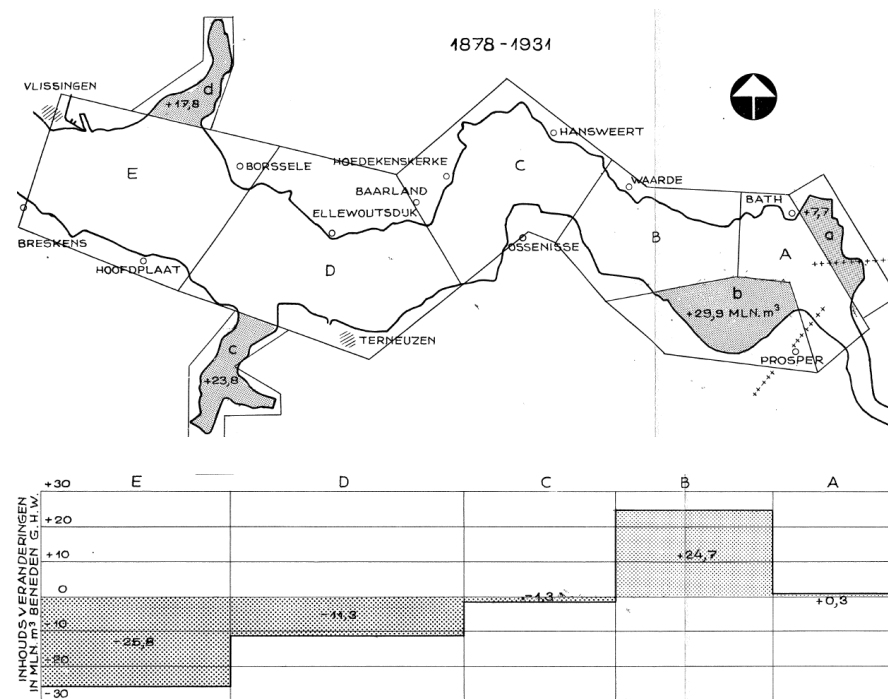 1878-1931
VLISSINGEN
d
+17,8
HANSWEERT
HOEDEKENSKERKE
E
BORSSELE
C
BAARLAND
WAARDE
BATH
+7,7
ELLEWOUTSDIJK
a
BRESKENS
OSSENISSE
B
A
HOOFDPLAAT
D
b
+29,9 MLN. m³
TERNEUZEN
c
PROSPER
+23,8
E
D
C
B
A
INHOUDS VERANDERINGEN
IN MLN. m³ BENEDEN G.H.W.
+30
+20
+10
0
-10
-20
-30
-25,8
-11,3
-1,3
+24,7
+0,3